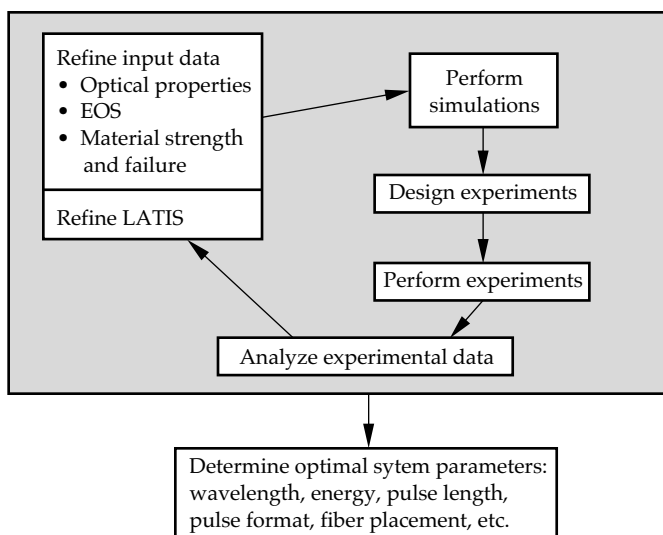 Refine input data
• Optical properties
• EOS
• Material strength
and failure
Refine LATIS
Perform
simulations
Design experiments
Perform experiments
Analyze experimental data
Determine optimal sytem parameters:
wavelength, energy, pulse length,
pulse format, fiber placement, etc.